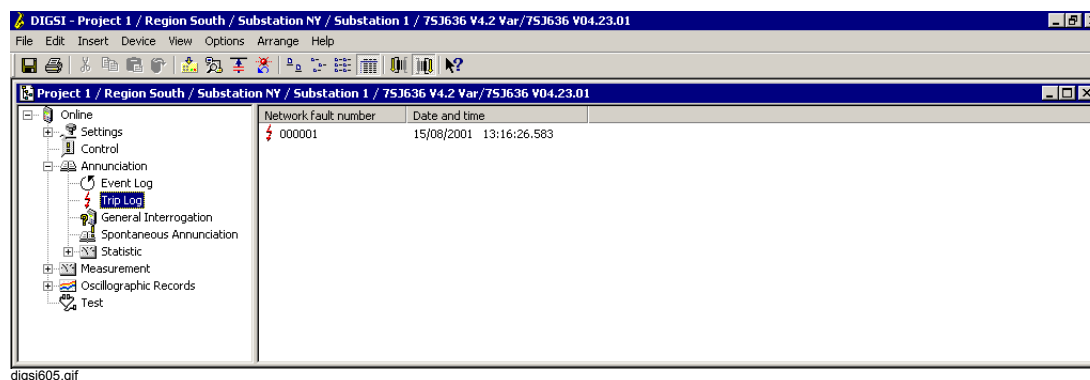 DIGSI - Project 1 / Region South / Substation NY / Substation 1 / 7SJ636 V4.2 Var/7SJ636 V04.23.01
File Edit Insert Device View Options Arrange Help
Project 1 / Region South / Substation NY / Substation 1 / 7SJ636 V4.2 Var/7SJ636 V04.23.01
Online
Settings
Control
Annunciation
Event Log
Trip Log
General Interrogation
Spontaneous Annunciation
Statistic
Measurement
Oscillographic Records
Test
Network fault number Date and time
000001 15/08/2001 13:16:26.583
digsi605.gif